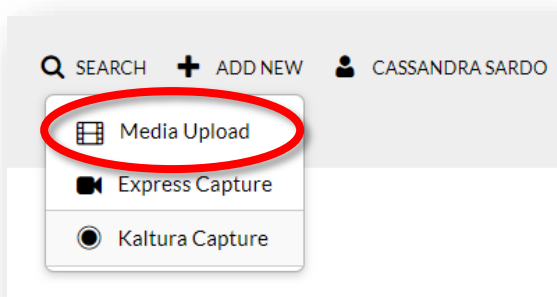 SEARCH ADD NEW CASSANDRA SARDO
Media Upload
Express Capture
Kaltura Capture